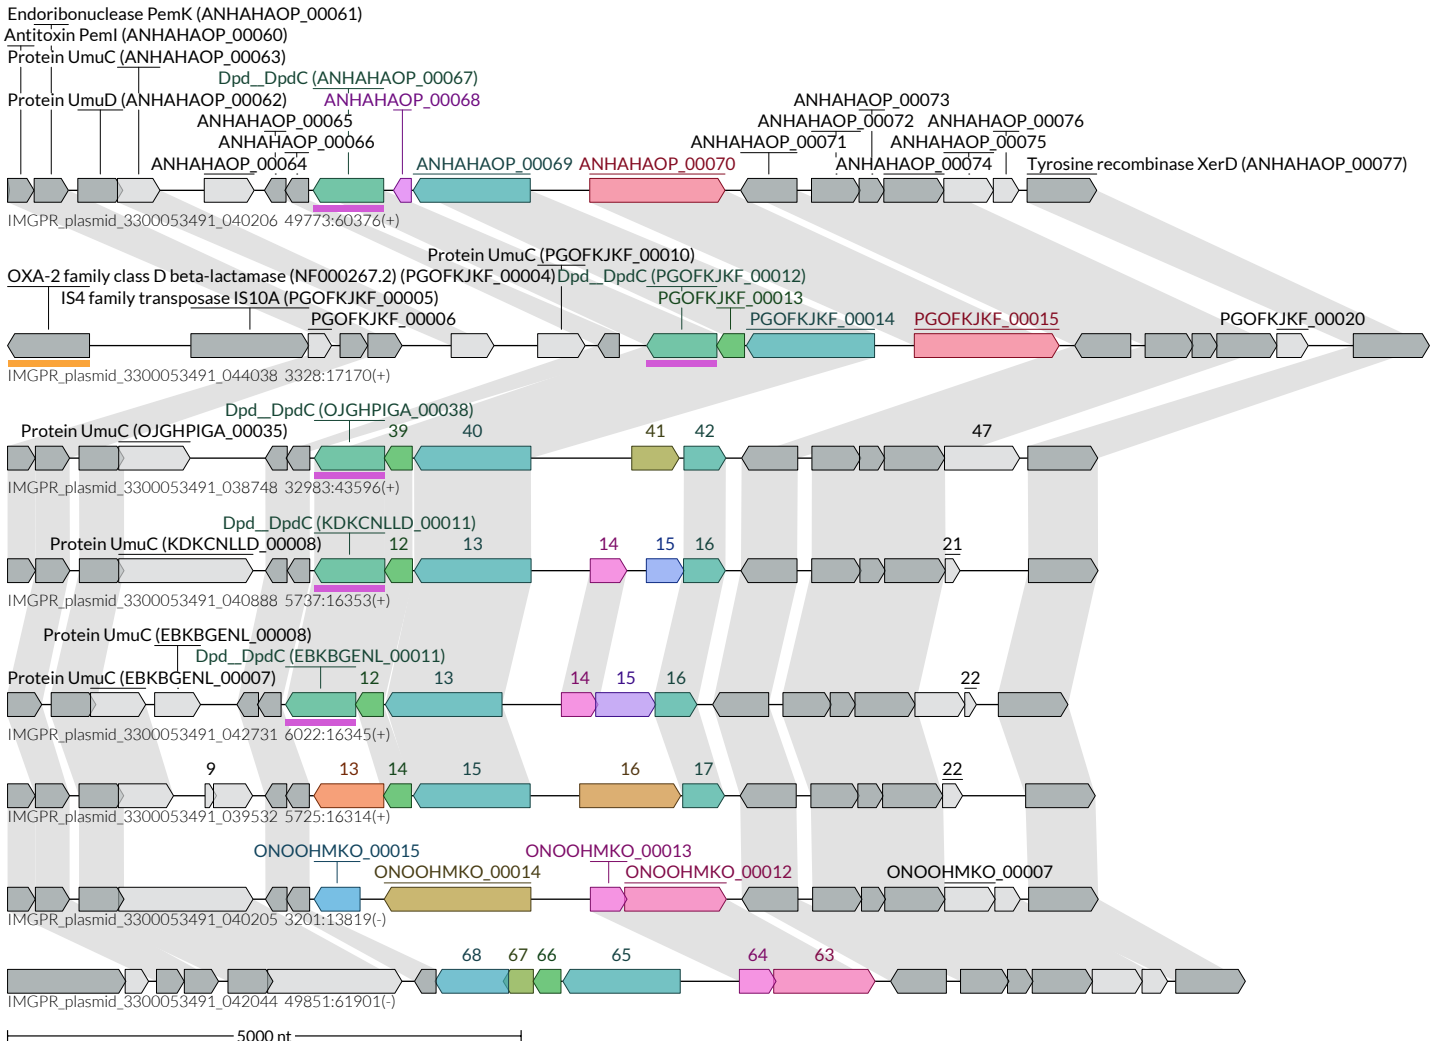 Endoribonuclease PemK (ANHAHAOP_00061)
Antitoxin PemI (ANHAHAOP_00060)
Protein UmuC (ANHAHAOP_00063)
Dpd__DpdC (ANHAHAOP_00067)
Protein UmuD (ANHAHAOP_00062) ANHAHAOP_00068 ANHAHAOP_00073
ANHAHAOP_00065 ANHAHAOP_00072 ANHAHAOP_00076
ANHAHAOP_00066 ANHAHAOP_00071 ANHAHAOP_00075
ANHAHAOP_00064 ANHAHAOP_00069 ANHAHAOP_00070 ANHAHAOP_00074 Tyrosine recombinase XerD (ANHAHAOP_00077)
IMGPR_plasmid_3300053491_040206 49773:60376(+)
Protein UmuC (PGOFKJKF_00010)
OXA-2 family class D beta-lactamase (NF000267.2) (PGOFKJKF_00004) Dpd__DpdC (PGOFKJKF_00012)
IS4 family transposase IS10A (PGOFKJKF_00005) PGOFKJKF_00013
PGOFKJKF_00006 PGOFKJKF_00014 PGOFKJKF_00015 PGOFKJKF_00020
IMGPR_plasmid_3300053491_044038 3328:17170(+)
Dpd__DpdC (OJGHPIGA_00038)
Protein UmuC (OJGHPIGA_00035) 39 40 41 42 47
IMGPR_plasmid_3300053491_038748 32983:43596(+)
Dpd__DpdC (KDKCNLLD_00011)
Protein UmuC (KDKCNLLD_00008) 12 13 14 15 16 21
IMGPR_plasmid_3300053491_040888 5737:16353(+)
Protein UmuC (EBKBGENL_00008)
Dpd__DpdC (EBKBGENL_00011)
Protein UmuC (EBKBGENL_00007) 12 13 14 15 16 22
IMGPR_plasmid_3300053491_042731 6022:16345(+)
9 13 14 15 16 17 22
IMGPR_plasmid_3300053491_039532 5725:16314(+)
ONOOHMKO_00015 ONOOHMKO_00013
ONOOHMKO_00014 ONOOHMKO_00012 ONOOHMKO_00007
IMGPR_plasmid_3300053491_040205 3201:13819(-)
68 67 66 65 64 63
IMGPR_plasmid_3300053491_042044 49851:61901(-)
5000 nt